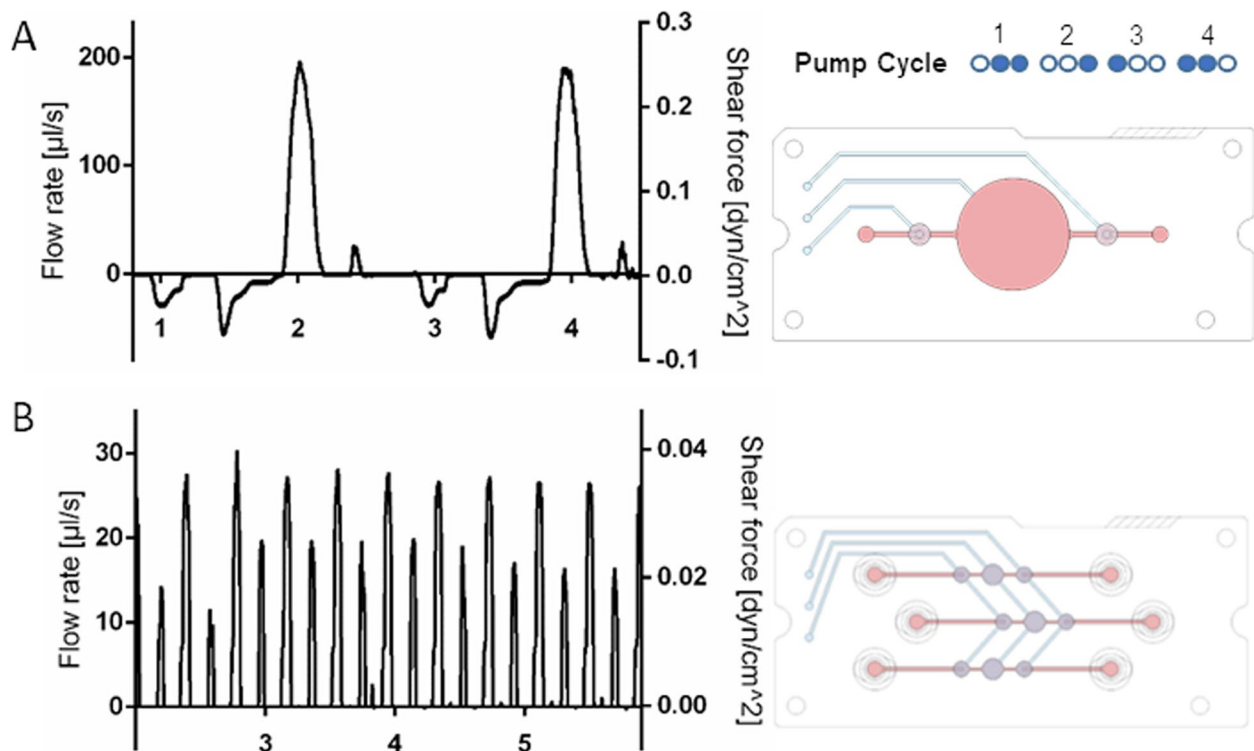 A
Flow rate [µl/s]
200
100
0
1 2 3 4
0.3
0.2
0.1
0.0
-0.1
Shear force [dyn/cm^2]
1 2 3 4
Pump Cycle
B
Flow rate [µl/s]
30
20
10
0
3 4 5
0.04
0.02
0.00
Shear force [dyn/cm^2]